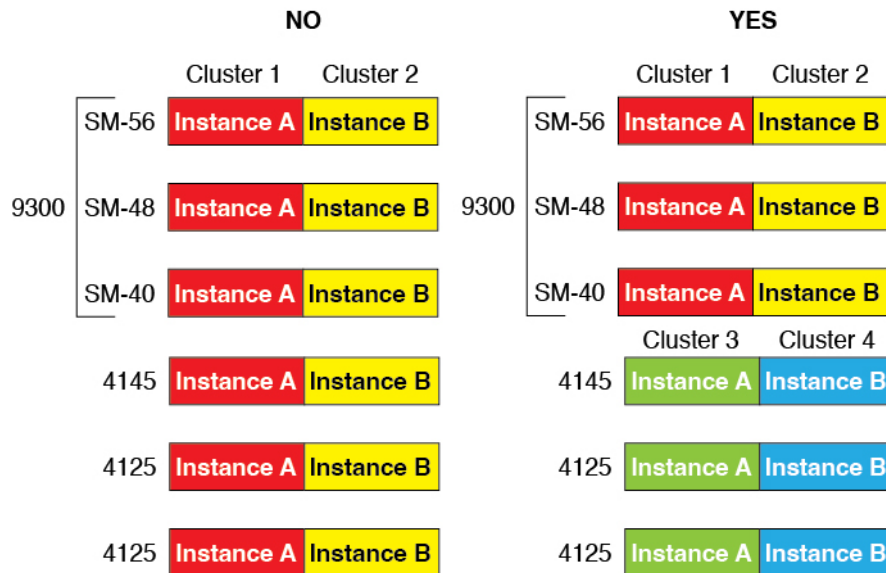 NO YES
Cluster 1 Cluster 2 Cluster 1 Cluster 2
SM-56 Instance A Instance B SM-56 Instance A Instance B
9300 SM-48 Instance A Instance B 9300 SM-48 Instance A Instance B
SM-40 Instance A Instance B SM-40 Instance A Instance B
Cluster 3 Cluster 4
4145 Instance A Instance B 4145 Instance A Instance B
4125 Instance A Instance B 4125 Instance A Instance B
4125 Instance A Instance B 4125 Instance A Instance B